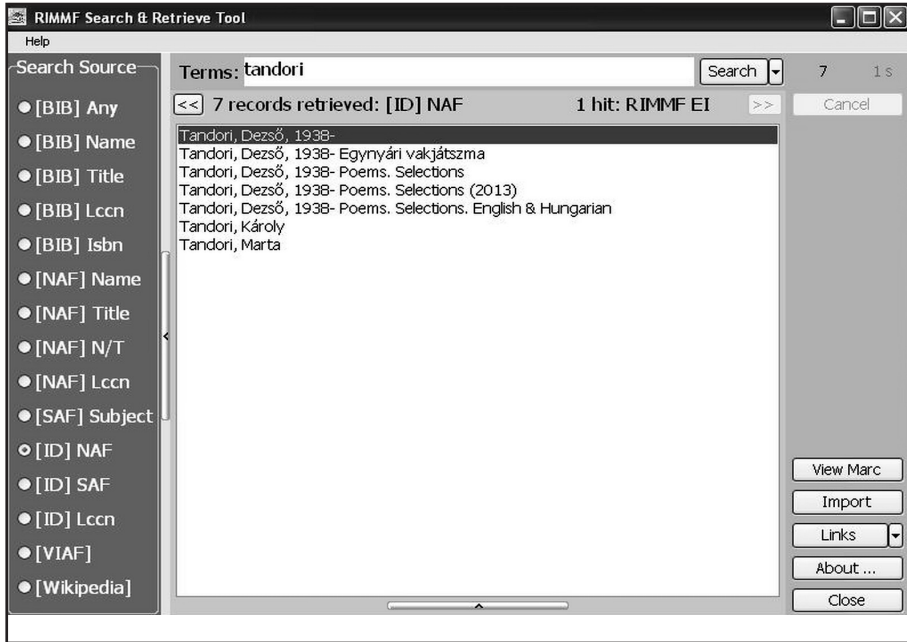 RIMMF Search & Retrieve Tool
Help
Search Source
[BIB] Any
[BIB] Name
[BIB] Title
[BIB] Lccn
[BIB] Isbn
[NAF] Name
[NAF] Title
[NAF] N/T
[NAF] Lccn
[SAF] Subject
[ID] NAF
[ID] SAF
[ID] Lccn
[VIAF]
[Wikipedia]
Terms: tandori
Search
7 1 s
<< 7 records retrieved: [ID] NAF 1 hit: RIMMF EI >>
Cancel
Tandori, Dezső, 1938-
Tandori, Dezső, 1938- Egynyári vakjátszma
Tandori, Dezső, 1938- Poems. Selections
Tandori, Dezső, 1938- Poems. Selections (2013)
Tandori, Dezső, 1938- Poems. Selections. English & Hungarian
Tandori, Károly
Tandori, Marta
View Marc
Import
Links
About ...
Close